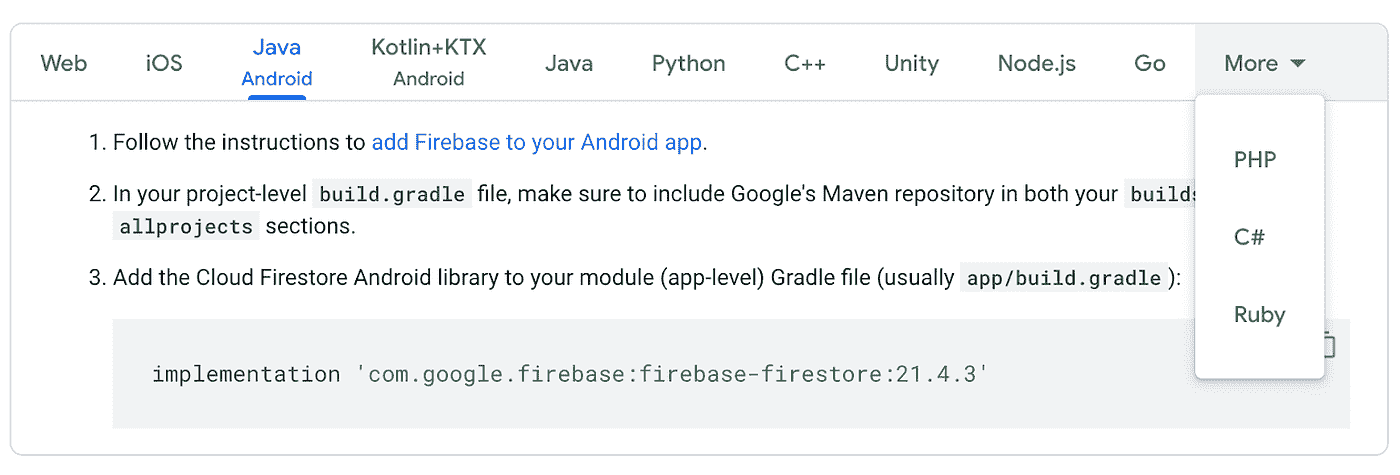 Web iOS Java Android Kotlin+KTX Android Java Python C++ Unity Node.js Go More
PHP
C#
Ruby
1. Follow the instructions to add Firebase to your Android app.
2. In your project-level build.gradle file, make sure to include Google's Maven repository in both your
allprojects sections.
3. Add the Cloud Firestore Android library to your module (app-level) Gradle file (usually app/build.gradle):
implementation 'com.google.firebase:firebase-firestore:21.4.3'